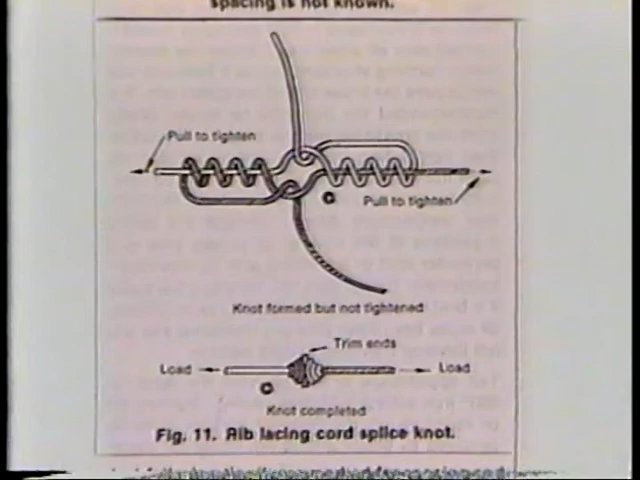 spacing is not known.
Pull to tighten
Pull to tighten
Knot formed but not tightened
Trim ends
Load
Load
Knot completed
Fig. 11. Rib lacing cord splice knot.